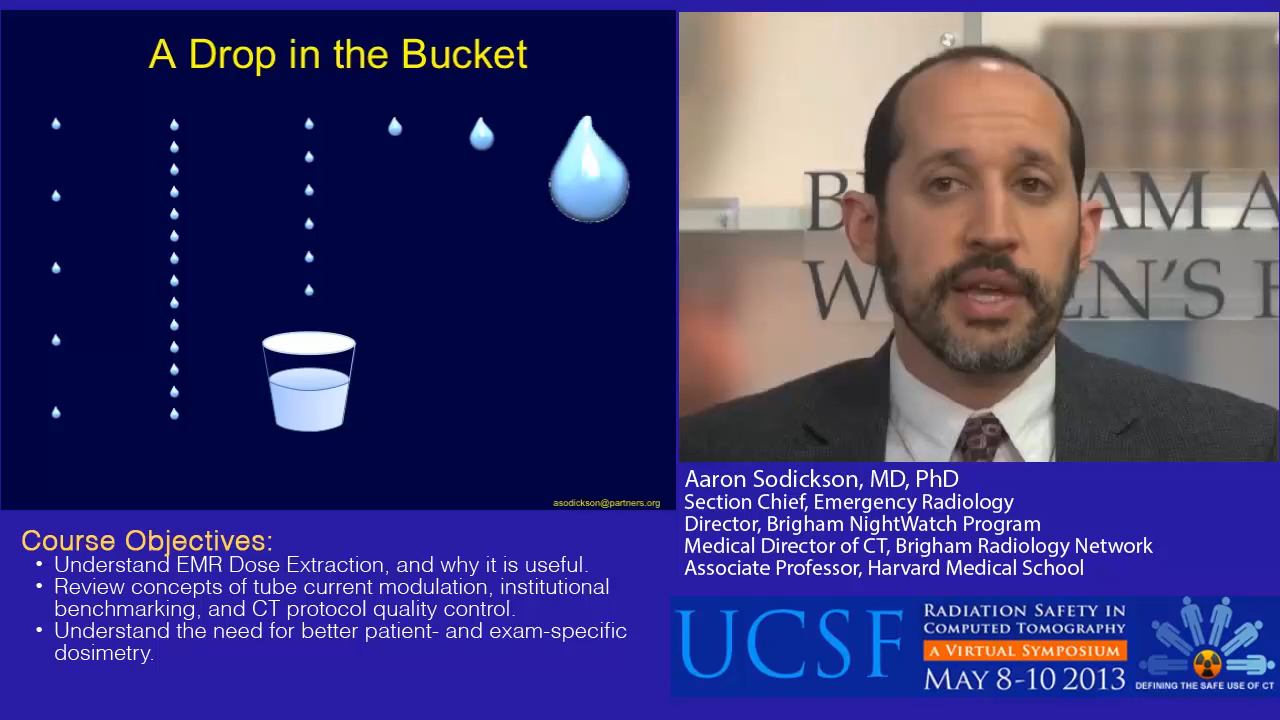 A Drop in the Bucket
asodickson@partners.org
Course Objectives:
• Understand EMR Dose Extraction, and why it is useful.
• Review concepts of tube current modulation, institutional
benchmarking, and CT protocol quality control.
• Understand the need for better patient- and exam-specific
dosimetry.
B AM A
W EN'S
Aaron Sodickson, MD, PhD
Section Chief, Emergency Radiology
Director, Brigham NightWatch Program
Medical Director of CT, Brigham Radiology Network
Associate Professor, Harvard Medical School
UCSF
RADIATION SAFETY IN
COMPUTED TOMOGRAPHY
A VIRTUAL SYMPOSIUM
MAY 8-10 2013
DEFINING THE SAFE USE OF CT